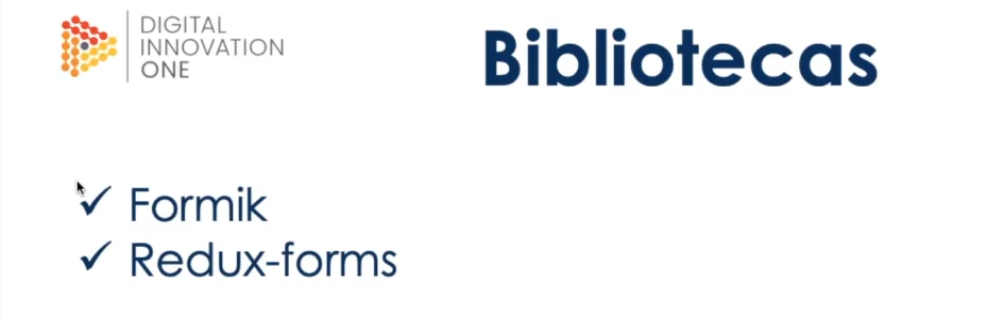 DIGITAL
INNOVATION
ONE
Bibliotecas
✓ Formik
✓ Redux-forms